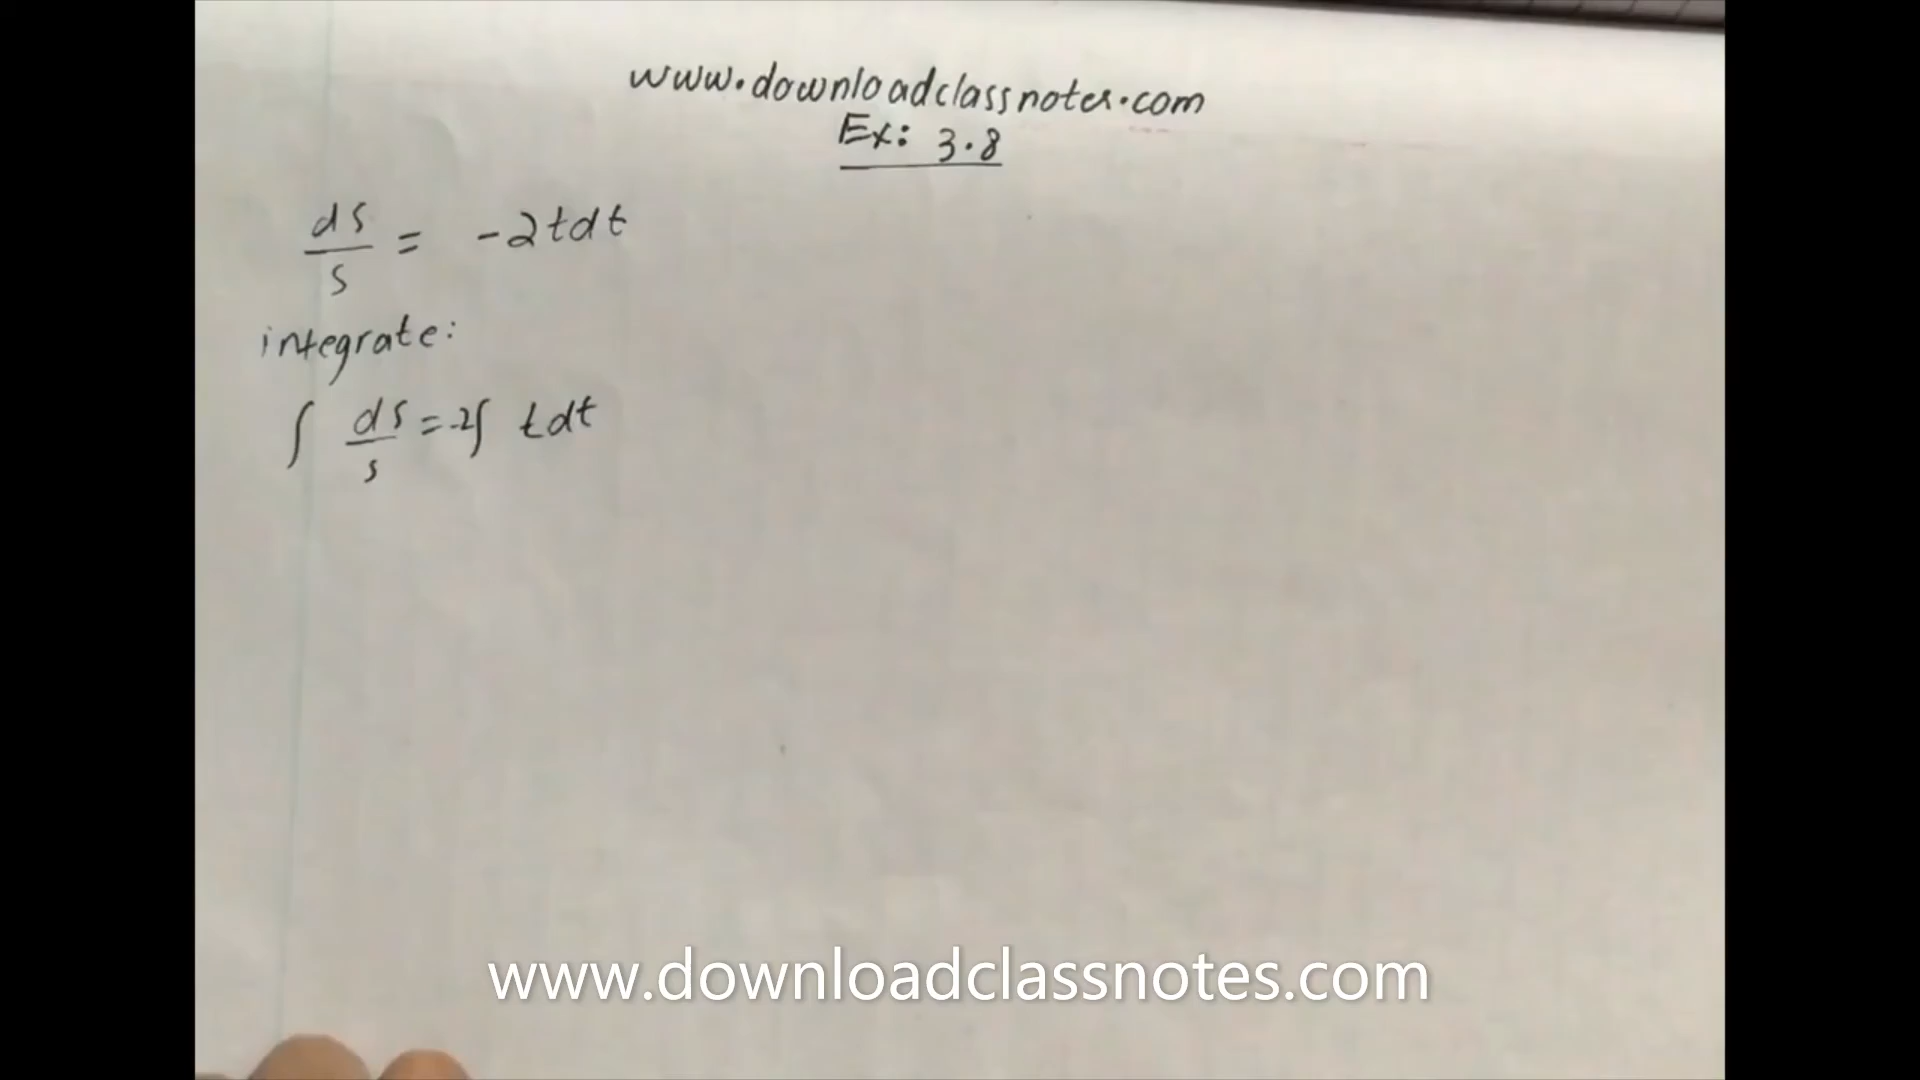 www.downloadclassnotes.com
Ex: 3.8
ds/s = -2tdt
integrate:
∫ ds/s = -2∫ tdt
www.downloadclassnotes.com